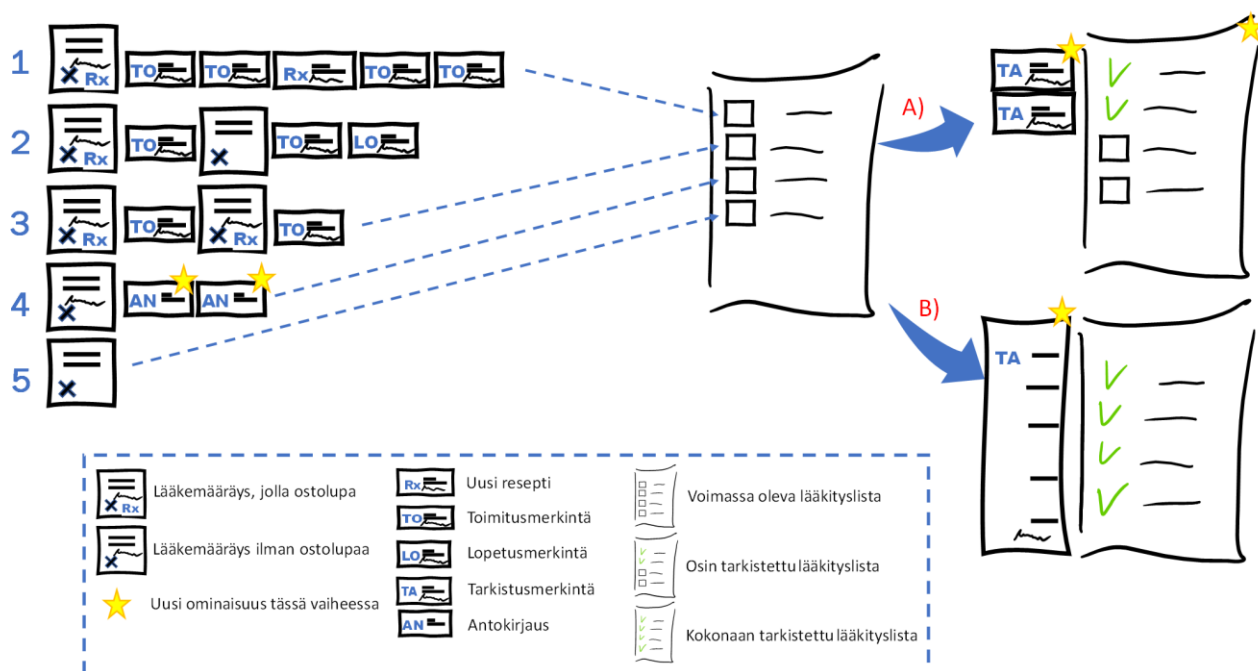 1 Rx TO TO Rx TO TO
2 Rx TO TO LO
3 Rx TO Rx TO
4 AN AN
5
A)
TA
TA
B)
TA
Rx Lääkemääräys, jolla ostolupa
Lääkemääräys ilman ostolupaa
Uusi ominaisuus tässä vaiheessa
Rx Uusi resepti
TO Toimitusmerkintä
LO Lopetusmerkintä
TA Tarkistusmerkintä
AN Antokirjaus
Voimassa oleva lääkityslista
Osin tarkistettu lääkityslista
Kokonaan tarkistettu lääkityslista